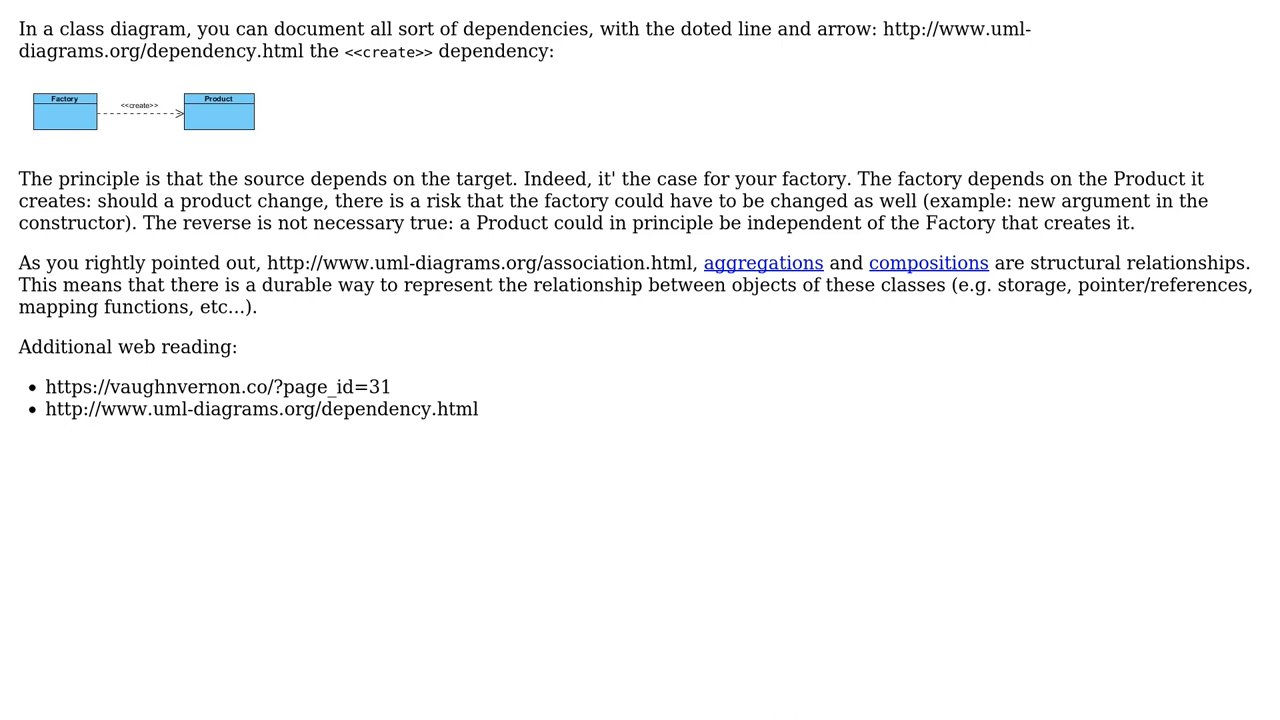 In a class diagram, you can document all sort of dependencies, with the doted line and arrow: http://www.uml-
diagrams.org/dependency.html the <<create>> dependency:
Factory
<<create>>
Product
The principle is that the source depends on the target. Indeed, it' the case for your factory. The factory depends on the Product it
creates: should a product change, there is a risk that the factory could have to be changed as well (example: new argument in the
constructor). The reverse is not necessary true: a Product could in principle be independent of the Factory that creates it.
As you rightly pointed out, http://www.uml-diagrams.org/association.html, aggregations and compositions are structural relationships.
This means that there is a durable way to represent the relationship between objects of these classes (e.g. storage, pointer/references,
mapping functions, etc...).
Additional web reading:
• https://vaughnvernon.co/?page_id=31
• http://www.uml-diagrams.org/dependency.html